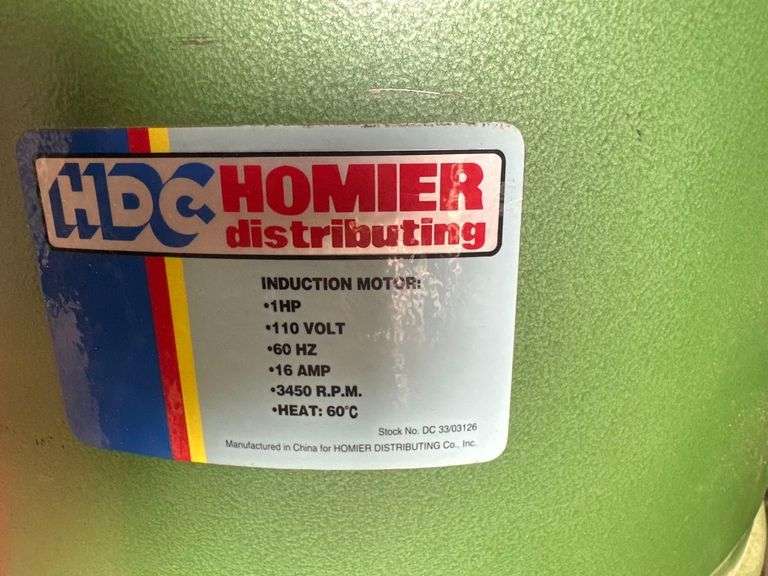 HDC HOMIER
distributing
INDUCTION MOTOR:
•1HP
•110 VOLT
•60 HZ
•16 AMP
•3450 R.P.M.
•HEAT: 60°C
Stock No. DC 33/03126
Manufactured in China for HOMIER DISTRIBUTING Co., Inc.